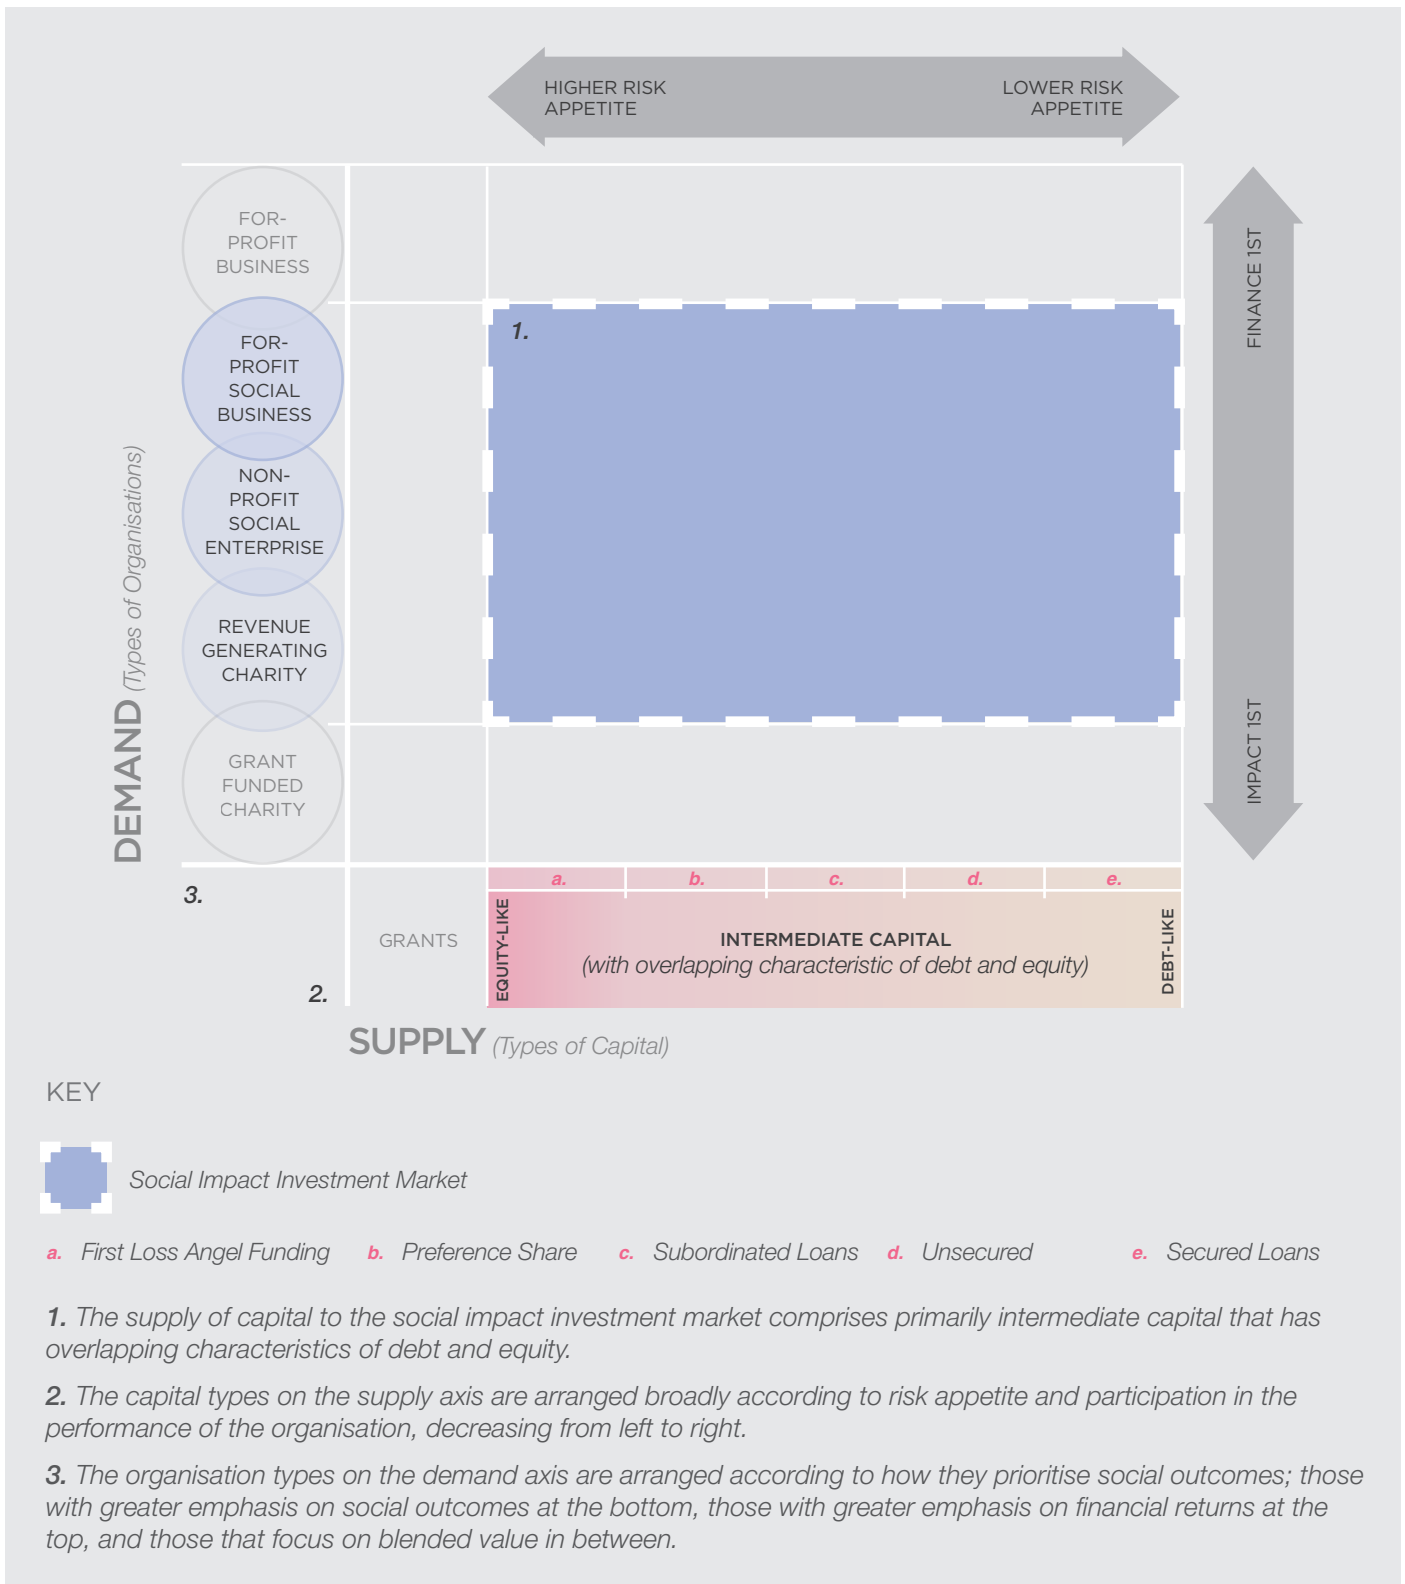 HIGHER RISK
APPETITE
LOWER RISK
APPETITE
FOR-
PROFIT
BUSINESS
FOR-
PROFIT
SOCIAL
BUSINESS
NON-
PROFIT
SOCIAL
ENTERPRISE
REVENUE
GENERATING
CHARITY
GRANT
FUNDED
CHARITY
DEMAND (Types of Organisations)
1.
FINANCE 1ST
IMPACT 1ST
3.
2.
GRANTS
a.
b.
c.
d.
e.
EQUITY-LIKE
INTERMEDIATE CAPITAL
(with overlapping characteristic of debt and equity)
DEBT-LIKE
SUPPLY (Types of Capital)
KEY
Social Impact Investment Market
a. First Loss Angel Funding b. Preference Share c. Subordinated Loans d. Unsecured e. Secured Loans
1. The supply of capital to the social impact investment market comprises primarily intermediate capital that has
overlapping characteristics of debt and equity.
2. The capital types on the supply axis are arranged broadly according to risk appetite and participation in the
performance of the organisation, decreasing from left to right.
3. The organisation types on the demand axis are arranged according to how they prioritise social outcomes; those
with greater emphasis on social outcomes at the bottom, those with greater emphasis on financial returns at the
top, and those that focus on blended value in between.